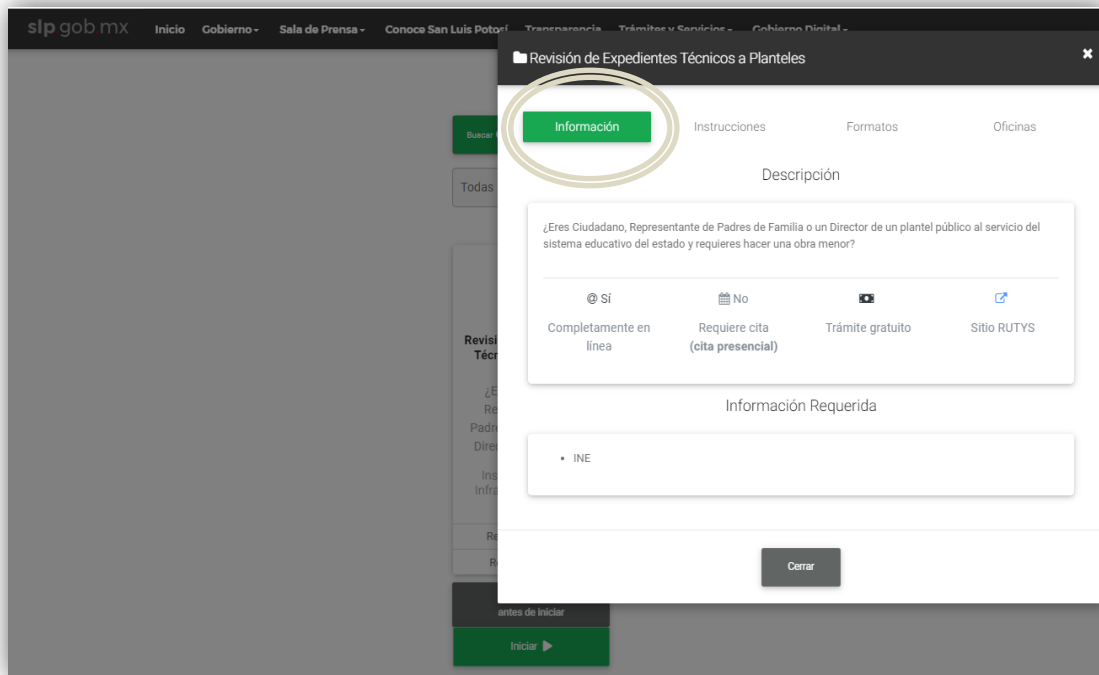 slp.gob.mx Inicio Gobierno Sala de Prensa Conoce San Luis Potosí Transparencia Trámites y Servicios Gobierno Digital
Revisión de Expedientes Técnicos a Planteles
Información Instrucciones Formatos Oficinas
Buscar
Todas
Descripción
¿Eres Ciudadano, Representante de Padres de Familia o un Director de un plantel público al servicio del
sistema educativo del estado y requieres hacer una obra menor?
@ Sí No
Completamente en
línea
Requiere cita
(cita presencial)
Trámite gratuito
Sitio RUTYS
Información Requerida
• INE
Cerrar
Revisi
Técn
¿E
Re
Padre
Direc
Ins
Infra
Re
R
antes de iniciar
Iniciar